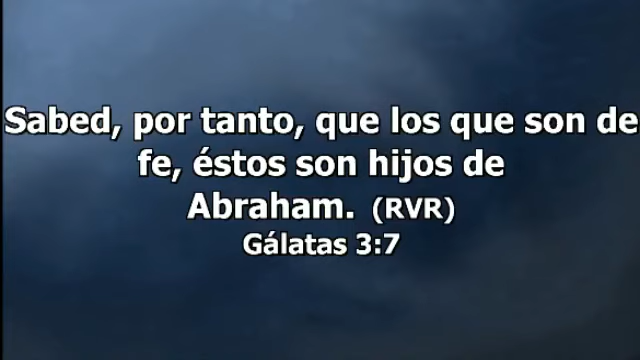 Sabed, por tanto, que los que son de
fe, éstos son hijos de
Abraham. (RVR)
Gálatas 3:7